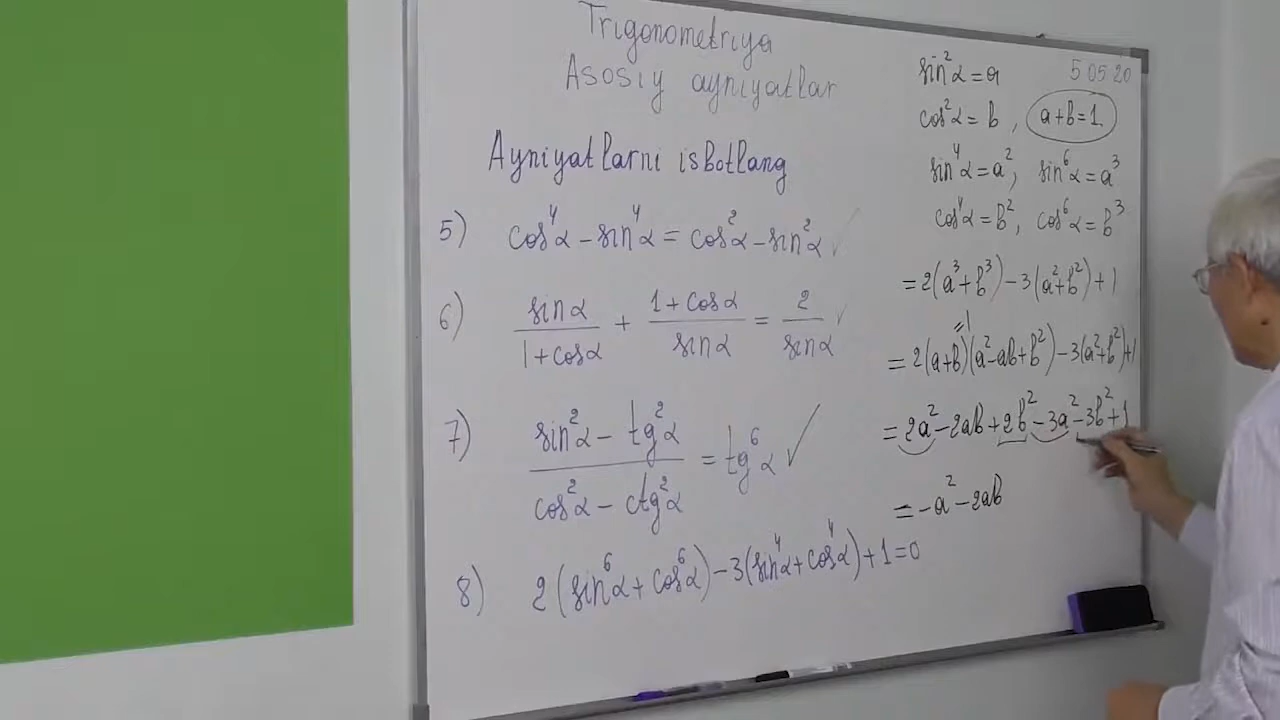 Trigonometriya
Asosiy ayniyatlar
Ayniyatlarni isbotlang
5) cos⁴α – sin⁴α = cos²α – sin²α ✓
6) sinα/(1+cosα) + (1+cosα)/sinα = 2/sinα ✓
7) (sin²α – tg²α)/(cos²α – ctg²α) = tg⁶α ✓
8) 2(sin⁶α + cos⁶α) – 3(sin⁴α + cos⁴α) + 1 = 0
5 05 20
sin²α = a
cos²α = b, a+b=1.
sin⁴α = a², sin⁶α = a³
cos⁴α = b², cos⁶α = b³
= 2(a³+b³) – 3(a²+b²) + 1
=1
= 2(a+b)(a²–ab+b²) – 3(a²+b²)+1
= 2a² – 2ab + 2b² – 3a² – 3b² + 1
= –a² – 2ab